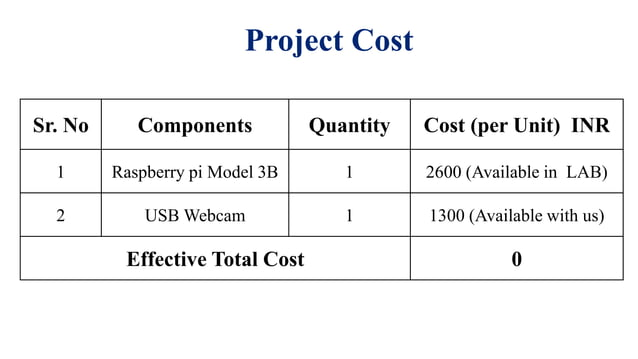 Project Cost
Sr. No Components Quantity Cost (per Unit) INR
1 Raspberry pi Model 3B 1 2600 (Available in LAB)
2 USB Webcam 1 1300 (Available with us)
Effective Total Cost 0